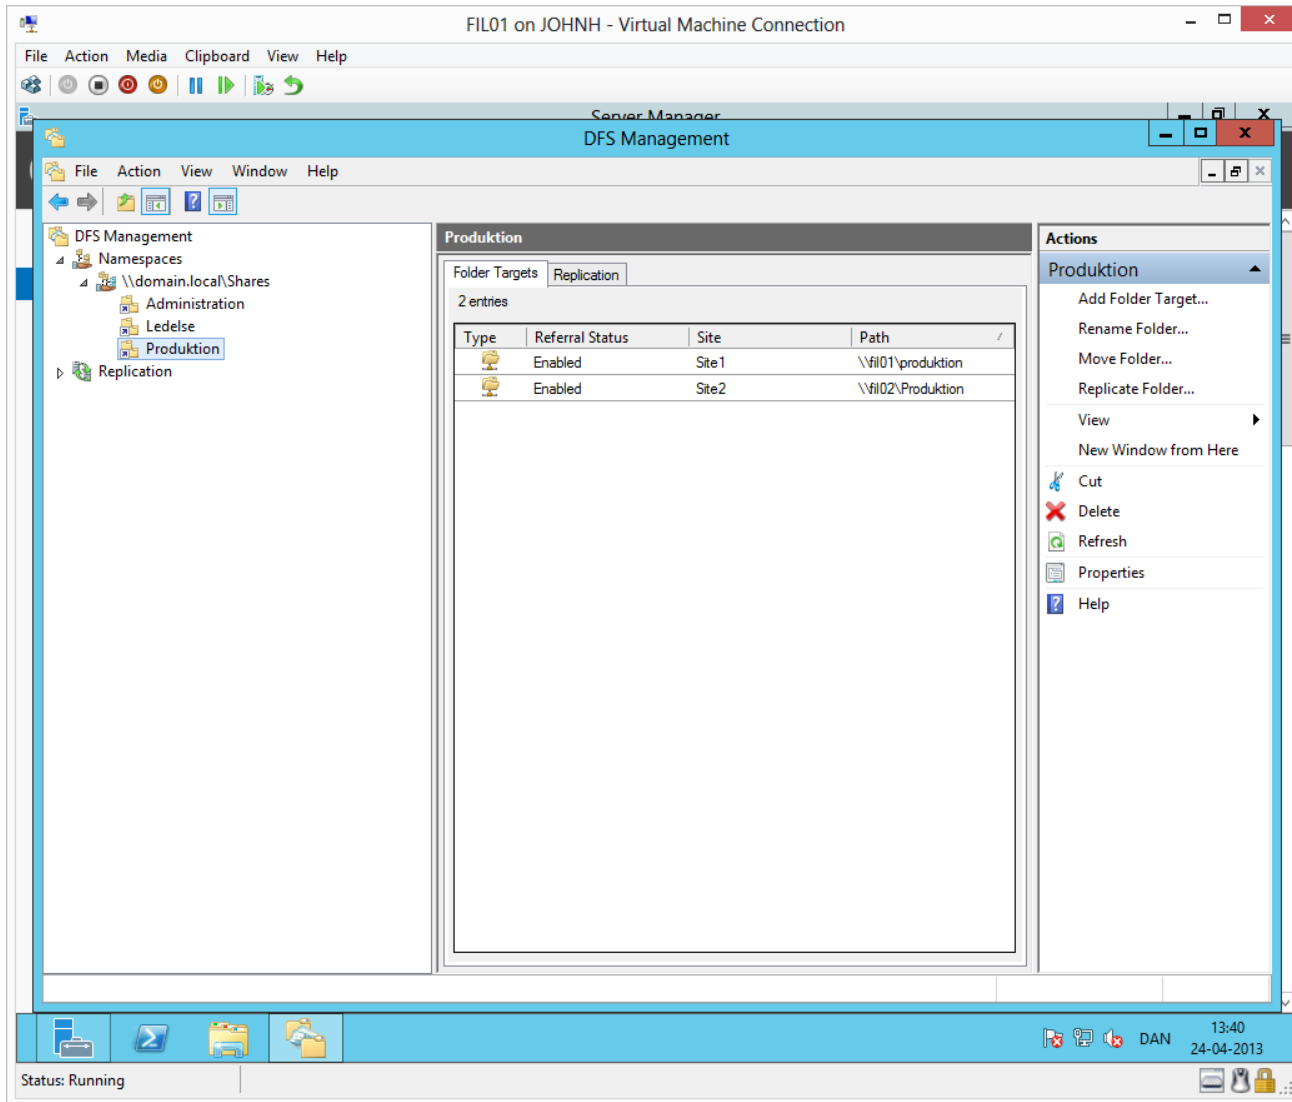 FIL01 on JOHNH - Virtual Machine Connection
File Action Media Clipboard View Help
Server Manager
DFS Management
File Action View Window Help
DFS Management
Namespaces
\\domain.local\Shares
Administration
Ledelse
Produktion
Replication
Produktion
Folder Targets Replication
2 entries
Type Referral Status Site Path
Enabled Site1 \\fil01\produktion
Enabled Site2 \\fil02\Produktion
Actions
Produktion
Add Folder Target...
Rename Folder...
Move Folder...
Replicate Folder...
View
New Window from Here
Cut
Delete
Refresh
Properties
Help
DAN
13:40
24-04-2013
Status: Running